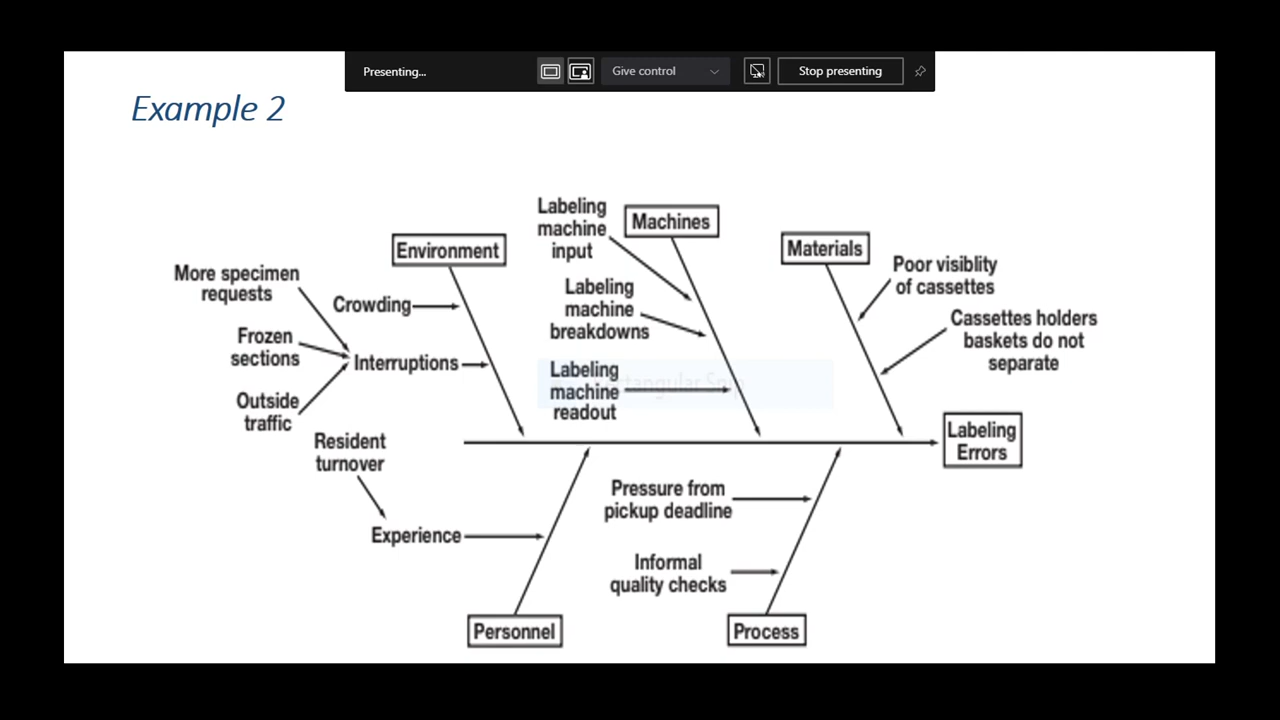 Presenting...
Give control
Stop presenting
Example 2
Labeling
machine
input
Machines
Environment
Materials
More specimen
requests
Crowding
Labeling
machine
breakdowns
Poor visiblity
of cassettes
Cassettes holders
baskets do not
separate
Frozen
sections
Interruptions
Labeling
machine
readout
Rectangular Snip
Outside
traffic
Labeling
Errors
Resident
turnover
Pressure from
pickup deadline
Experience
Informal
quality checks
Personnel
Process